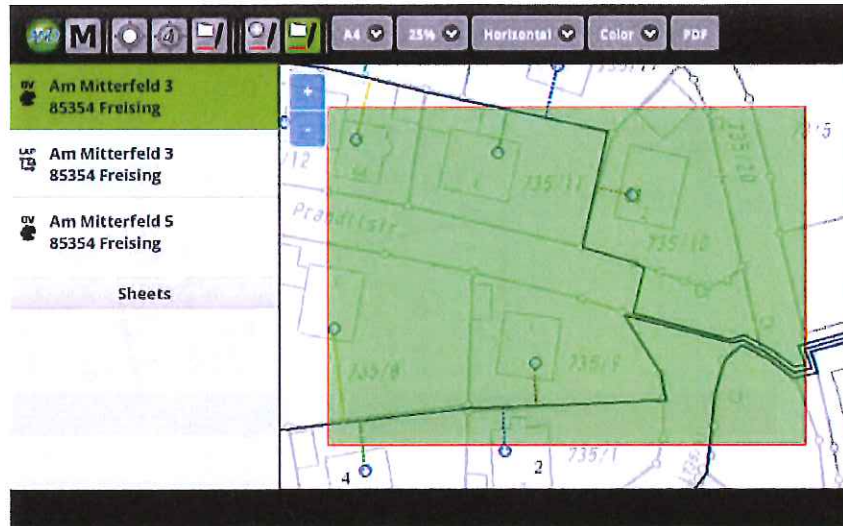 M
A4
25%
Horizontal
Color
PDF
Am Mitterfeld 3
85354 Freising
Am Mitterfeld 3
85354 Freising
Am Mitterfeld 5
85354 Freising
Sheets
+
-
735/11
Prandtlstr.
735/10
735/8
735/9
735/1
4
2